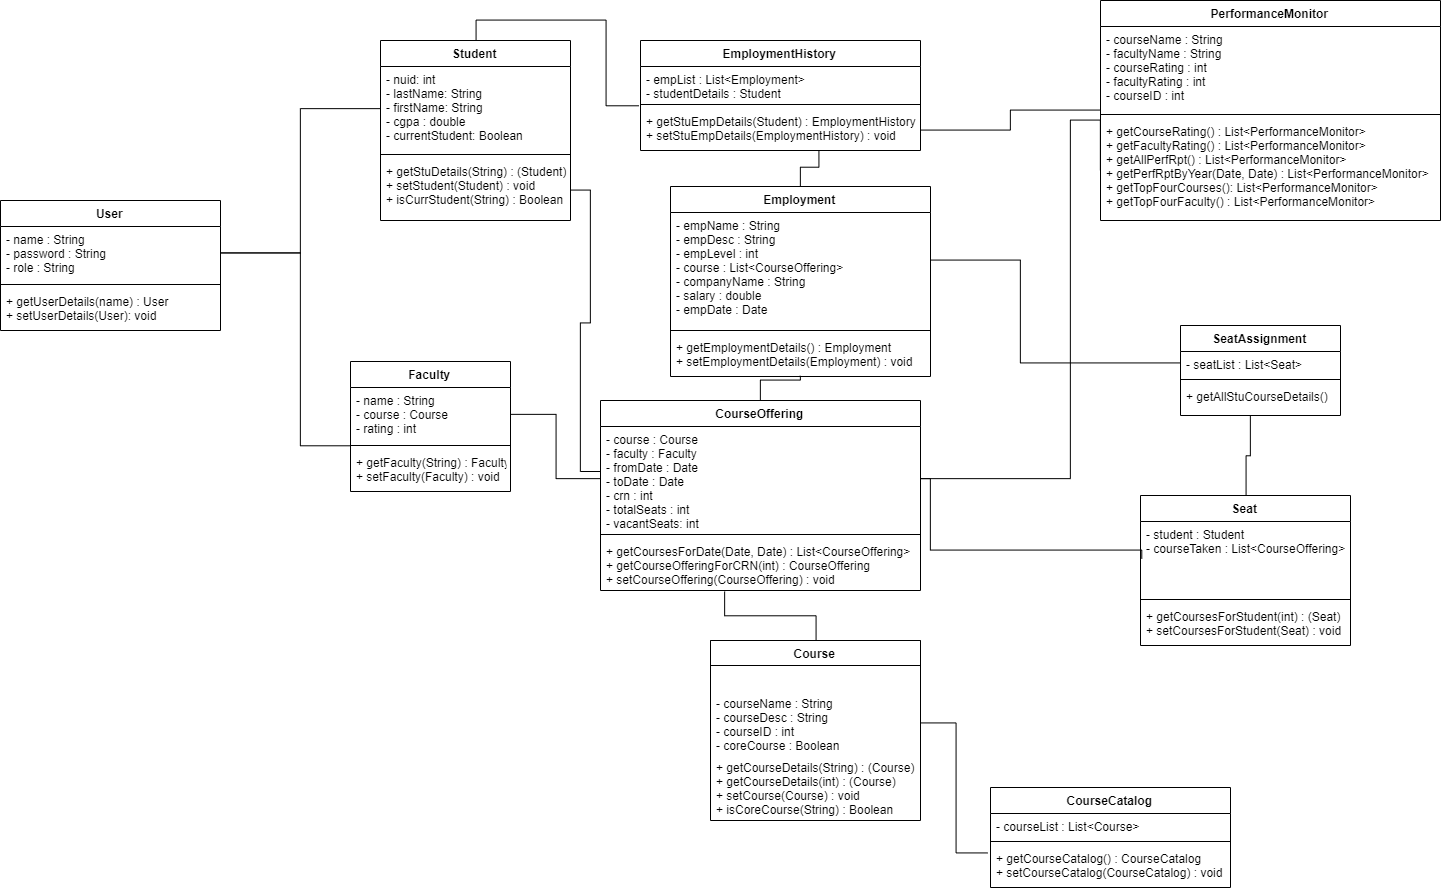 PerformanceMonitor
- courseName : String
- facultyName : String
- courseRating : int
- facultyRating : int
- courseID : int
+ getCourseRating() : List<PerformanceMonitor>
+ getFacultyRating() : List<PerformanceMonitor>
+ getAllPerfRpt() : List<PerformanceMonitor>
+ getPerfRptByYear(Date, Date) : List<PerformanceMonitor>
+ getTopFourCourses(): List<PerformanceMonitor>
+ getTopFourFaculty() : List<PerformanceMonitor>
Student
- nuid: int
- lastName: String
- firstName: String
- cgpa : double
- currentStudent: Boolean
+ getStuDetails(String) : (Student)
+ setStudent(Student) : void
+ isCurrStudent(String) : Boolean
EmploymentHistory
- empList : List<Employment>
- studentDetails : Student
+ getStuEmpDetails(Student) : EmploymentHistory
+ setStuEmpDetails(EmploymentHistory) : void
User
- name : String
- password : String
- role : String
+ getUserDetails(name) : User
+ setUserDetails(User): void
Employment
- empName : String
- empDesc : String
- empLevel : int
- course : List<CourseOffering>
- companyName : String
- salary : double
- empDate : Date
+ getEmploymentDetails() : Employment
+ setEmploymentDetails(Employment) : void
SeatAssignment
- seatList : List<Seat>
+ getAllStuCourseDetails()
Faculty
- name : String
- course : Course
- rating : int
+ getFaculty(String) : Faculty
+ setFaculty(Faculty) : void
CourseOffering
- course : Course
- faculty : Faculty
- fromDate : Date
- toDate : Date
- crn : int
- totalSeats : int
- vacantSeats: int
+ getCoursesForDate(Date, Date) : List<CourseOffering>
+ getCourseOfferingForCRN(int) : CourseOffering
+ setCourseOffering(CourseOffering) : void
Seat
- student : Student
- courseTaken : List<CourseOffering>
+ getCoursesForStudent(int) : (Seat)
+ setCoursesForStudent(Seat) : void
Course
- courseName : String
- courseDesc : String
- courseID : int
- coreCourse : Boolean
+ getCourseDetails(String) : (Course)
+ getCourseDetails(int) : (Course)
+ setCourse(Course) : void
+ isCoreCourse(String) : Boolean
CourseCatalog
- courseList : List<Course>
+ getCourseCatalog() : CourseCatalog
+ setCourseCatalog(CourseCatalog) : void